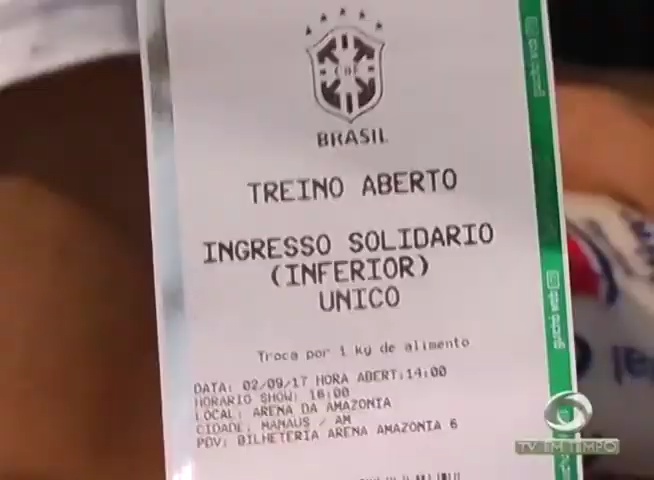 CBF
BRASIL
TREINO ABERTO
INGRESSO SOLIDARIO
(INFERIOR)
UNICO
Troca por 1 kg de alimento
DATA: 02/09/17 HORA ABERT:14:00
HORARIO SHOW: 16:00
LOCAL: ARENA DA AMAZONIA
CIDADE: MANAUS / AM
PDV: BILHETERIA ARENA AMAZONIA 6
TV EM TEMPO